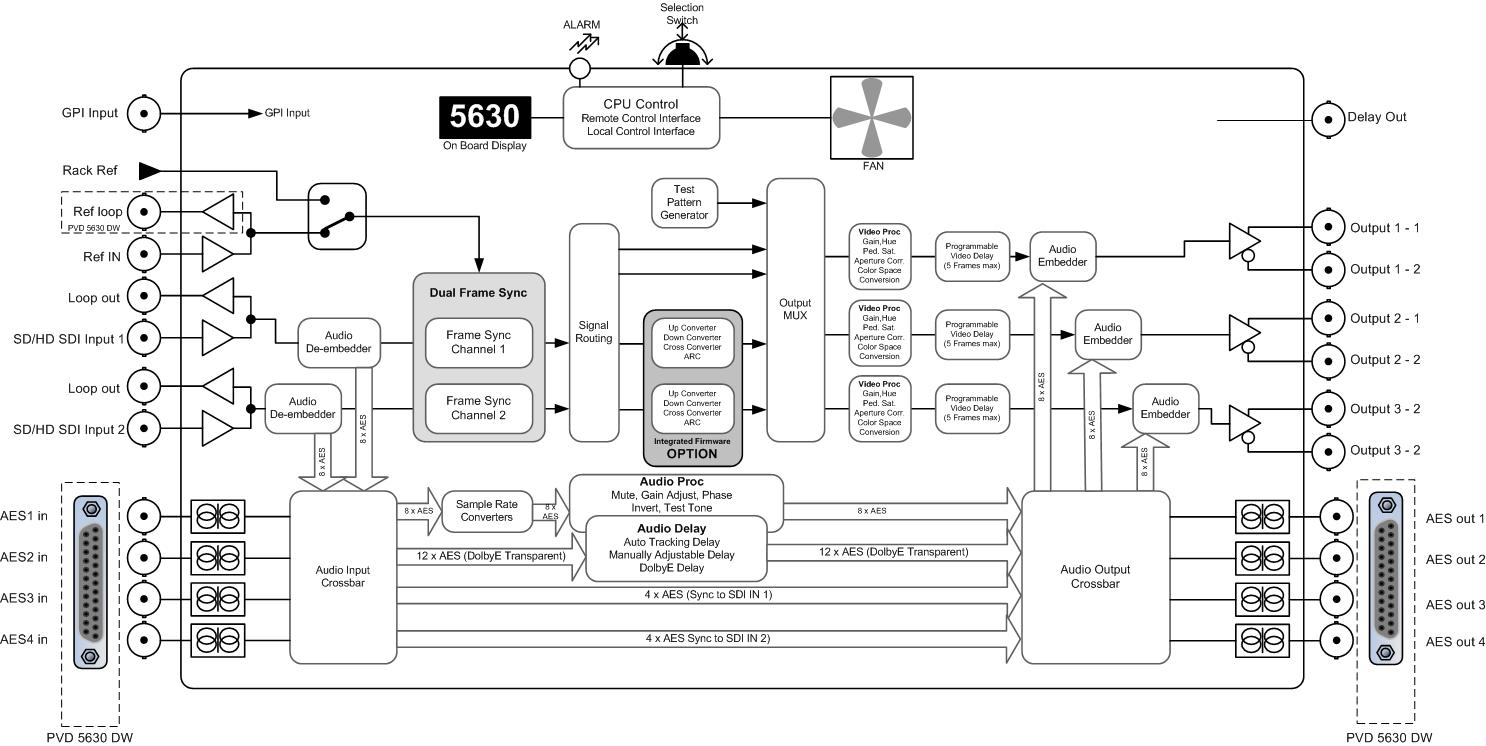 Selection
Switch
ALARM
GPI Input
GPI Input
5630
On Board Display
CPU Control
Remote Control Interface
Local Control Interface
FAN
Delay Out
Rack Ref
Ref loop
PVD 5630 DW
Ref IN
Loop out
SD/HD SDI Input 1
Loop out
SD/HD SDI Input 2
Audio
De-embedder
Audio
De-embedder
8 x AES
8 x AES
Dual Frame Sync
Frame Sync
Channel 1
Frame Sync
Channel 2
Signal
Routing
Test
Pattern
Generator
Up Converter
Down Converter
Cross Converter
ARC
Up Converter
Down Converter
Cross Converter
ARC
Integrated Firmware
OPTION
Output
MUX
Video Proc
Gain,Hue
Ped. Sat.
Aperture Corr.
Color Space
Conversion
Programmable
Video Delay
(5 Frames max)
Audio
Embedder
Video Proc
Gain,Hue
Ped. Sat.
Aperture Corr.
Color Space
Conversion
Programmable
Video Delay
(5 Frames max)
Audio
Embedder
Video Proc
Gain,Hue
Ped. Sat.
Aperture Corr.
Color Space
Conversion
Programmable
Video Delay
(5 Frames max)
Audio
Embedder
8 x AES
8 x AES
8 x AES
Output 1 - 1
Output 1 - 2
Output 2 - 1
Output 2 - 2
Output 3 - 2
Output 3 - 2
AES1 in
AES2 in
AES3 in
AES4 in
PVD 5630 DW
Audio Input
Crossbar
8 x AES
Sample Rate
Converters
8 x
AES
Audio Proc
Mute, Gain Adjust, Phase
Invert, Test Tone
8 x AES
12 x AES (DolbyE Transparent)
Audio Delay
Auto Tracking Delay
Manually Adjustable Delay
DolbyE Delay
12 x AES (DolbyE Transparent)
4 x AES (Sync to SDI IN 1)
4 x AES Sync to SDI IN 2)
Audio Output
Crossbar
AES out 1
AES out 2
AES out 3
AES out 4
PVD 5630 DW